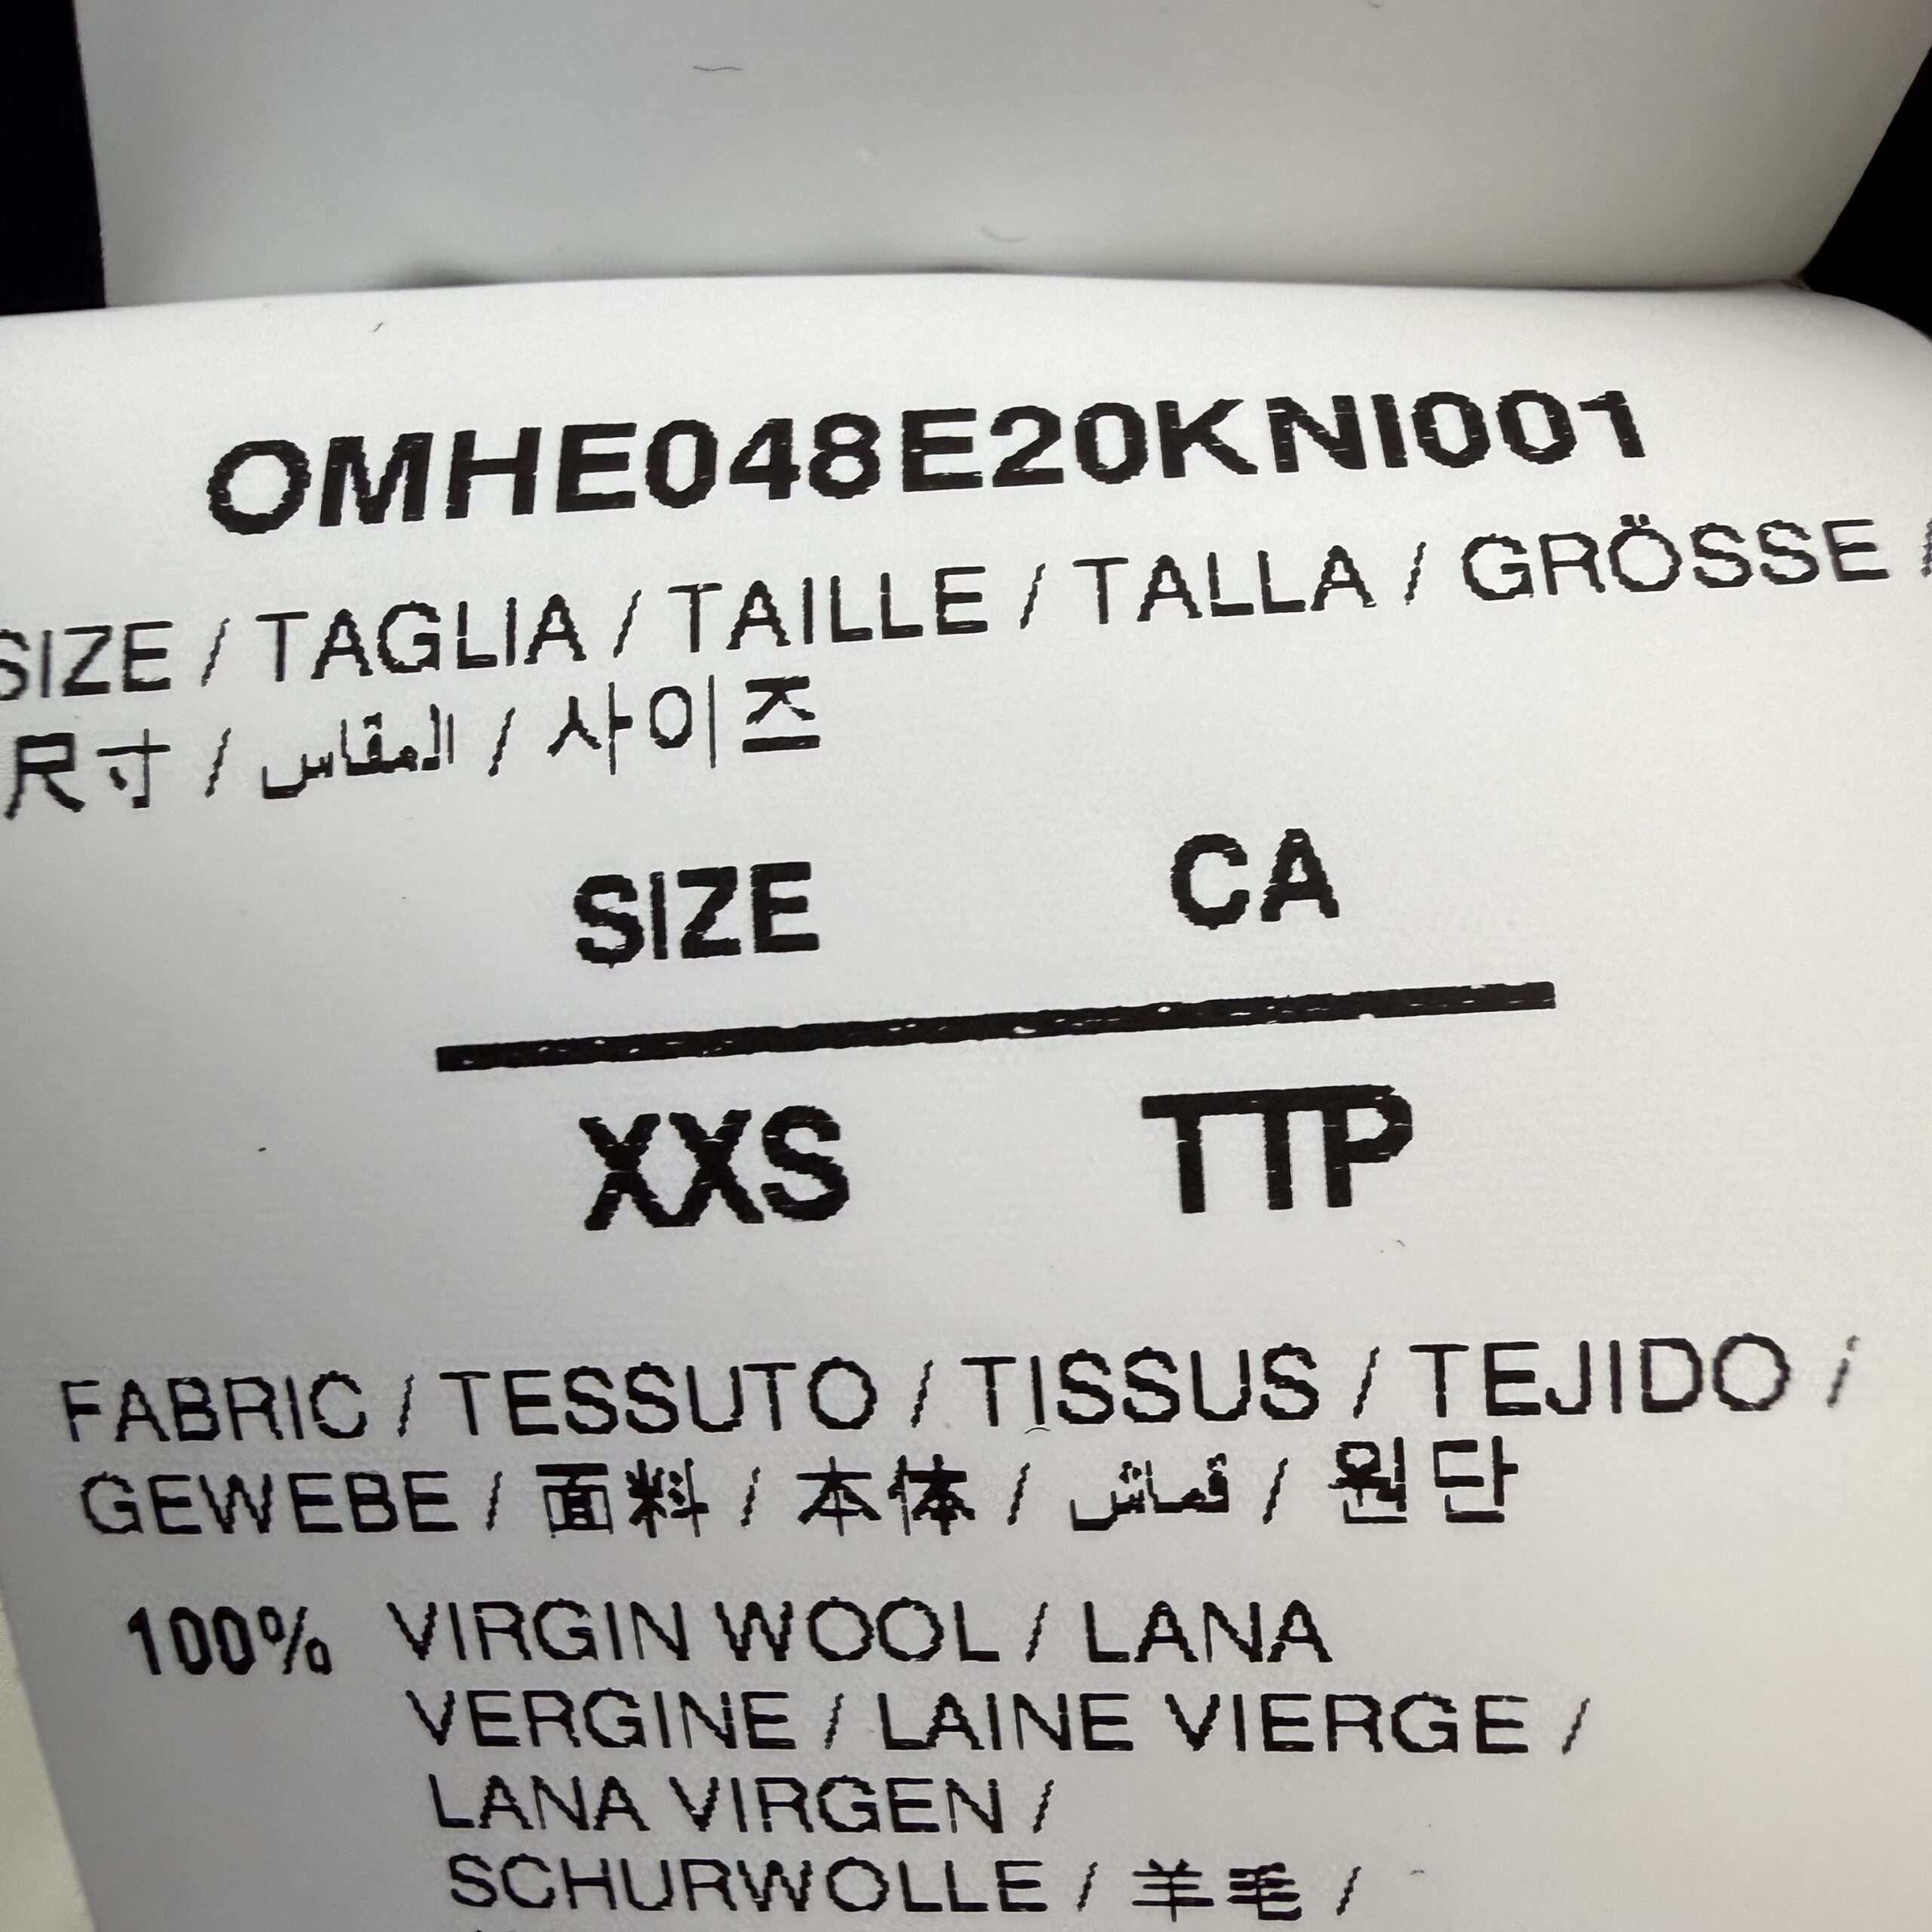 OMHE048E20KNI001
SIZE / TAGLIA / TAILLE / TALLA / GRÖSSE /
尺寸 / المقاس / 사이즈
SIZE CA
XXS TTP
FABRIC / TESSUTO / TISSUS / TEJIDO /
GEWEBE / 面料 / 本体 / قماش / 원단
100% VIRGIN WOOL / LANA
VERGINE / LAINE VIERGE /
LANA VIRGEN /
SCHURWOLLE / 羊毛 /